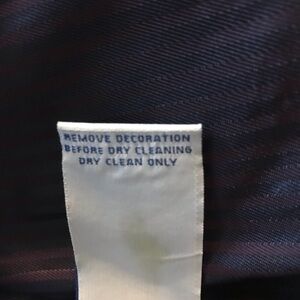 REMOVE DECORATION
BEFORE DRY CLEANING
DRY CLEAN ONLY